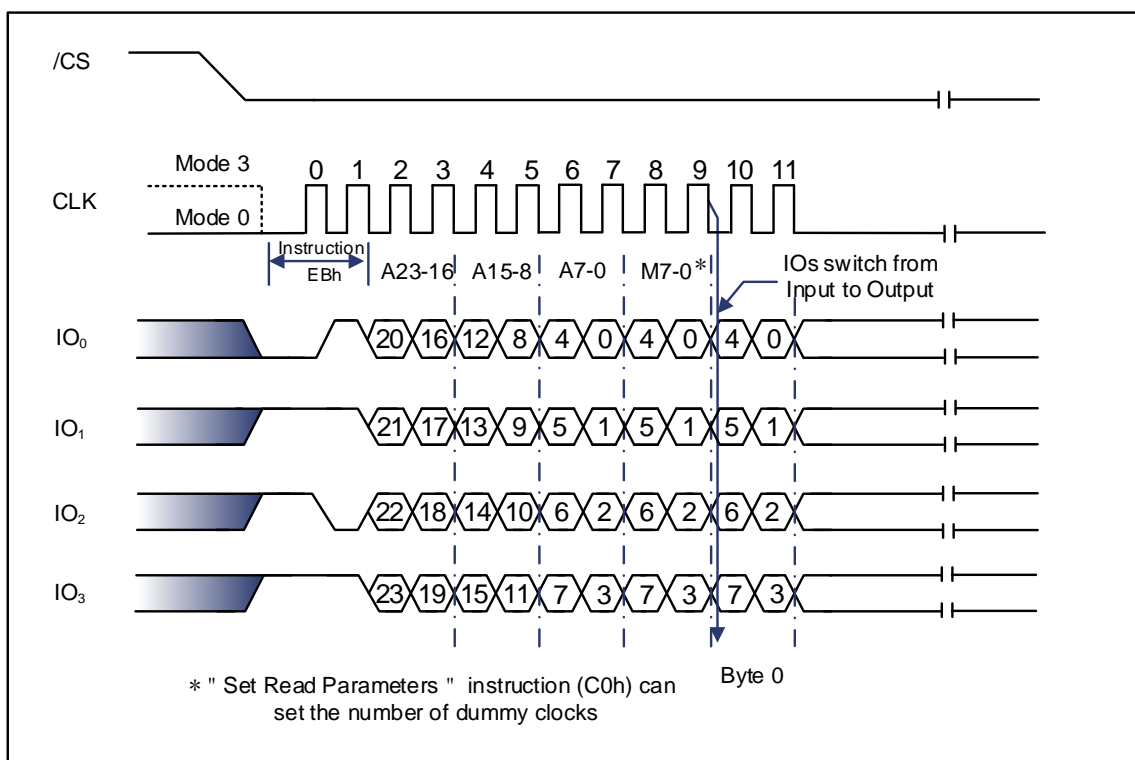 /CS
Mode 3
0 1 2 3 4 5 6 7 8 9 10 11
CLK
Mode 0
Instruction
EBh
A23-16 A15-8 A7-0 M7-0*
IOs switch from
Input to Output
IO₀ 20 16 12 8 4 0 4 0 4 0
IO₁ 21 17 13 9 5 1 5 1 5 1
IO₂ 22 18 14 10 6 2 6 2 6 2
IO₃ 23 19 15 11 7 3 7 3 7 3
Byte 0
* " Set Read Parameters " instruction (C0h) can
set the number of dummy clocks